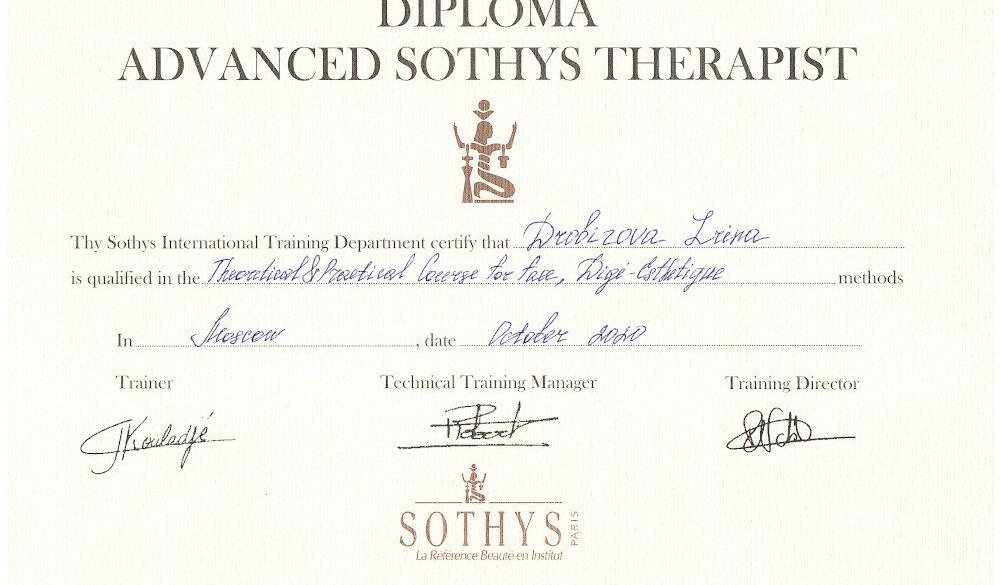 DIPLOMA
ADVANCED SOTHYS THERAPIST
Thy Sothys International Training Department certify that Drobizova Irina
is qualified in the Theoretical & Practical Course for face, Digi-Esthetique methods
In Moscow, date October 2020
Trainer Technical Training Manager Training Director
SOTHYS PARIS
La Référence Beauté en Institut